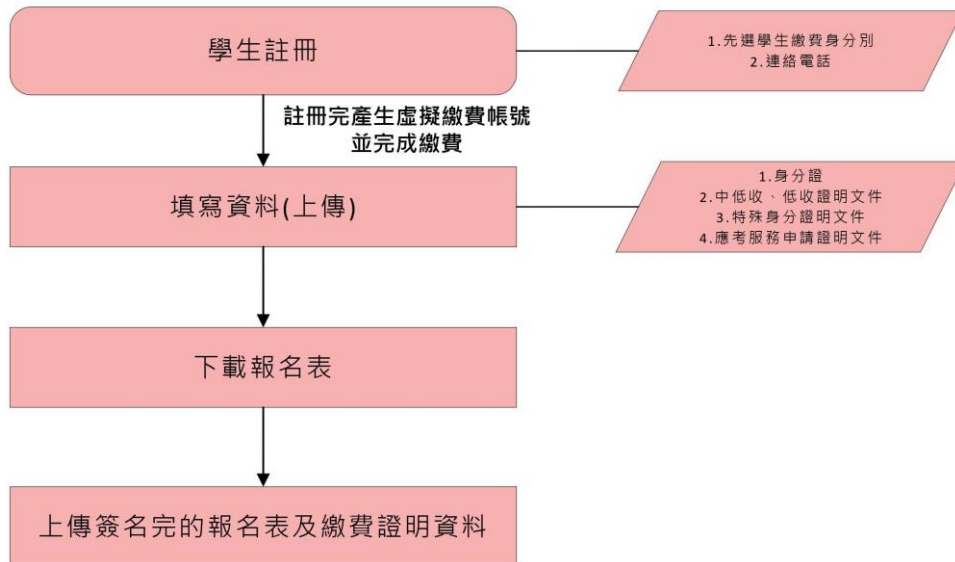 學生註冊
1.先選學生繳費身分別
2.連絡電話
註冊完產生虛擬繳費帳號
並完成繳費
填寫資料(上傳)
1.身分證
2.中低收、低收證明文件
3.特殊身分證明文件
4.應考服務申請證明文件
下載報名表
上傳簽名完的報名表及繳費證明資料